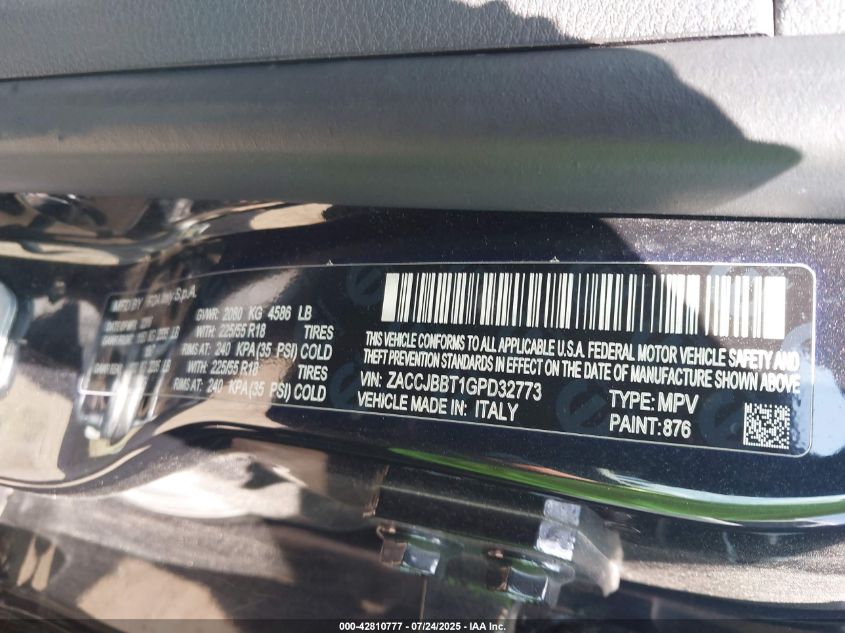 MFD BY
S.p.A.
GVWR: 2080 KG 4586 LB
WITH: 225/55 R18 TIRES
RIMS AT: 240 KPA(35 PSI) COLD
WITH: 225/55 R18 TIRES
RIMS AT: 240 KPA(35 PSI) COLD
THIS VEHICLE CONFORMS TO ALL APPLICABLE U.S.A. FEDERAL MOTOR VEHICLE SAFETY AND
THEFT PREVENTION STANDARDS IN EFFECT ON THE DATE OF MANUFACTURE SHOWN ABOVE.
VIN: ZACCJBBT1GPD32773
TYPE: MPV
VEHICLE MADE IN: ITALY
PAINT:876
000-42810777 - 07/24/2025 - IAA Inc.